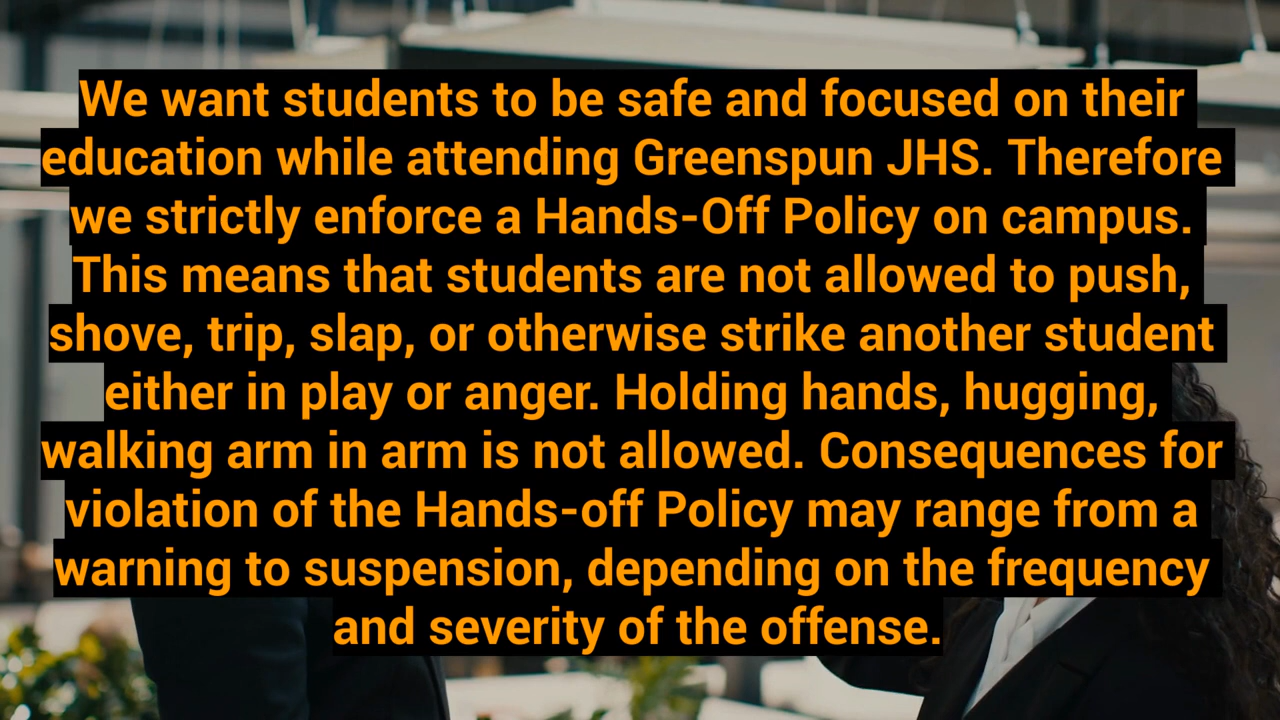 We want students to be safe and focused on their
education while attending Greenspun JHS. Therefore
we strictly enforce a Hands-Off Policy on campus.
This means that students are not allowed to push,
shove, trip, slap, or otherwise strike another student
either in play or anger. Holding hands, hugging,
walking arm in arm is not allowed. Consequences for
violation of the Hands-off Policy may range from a
warning to suspension, depending on the frequency
and severity of the offense.